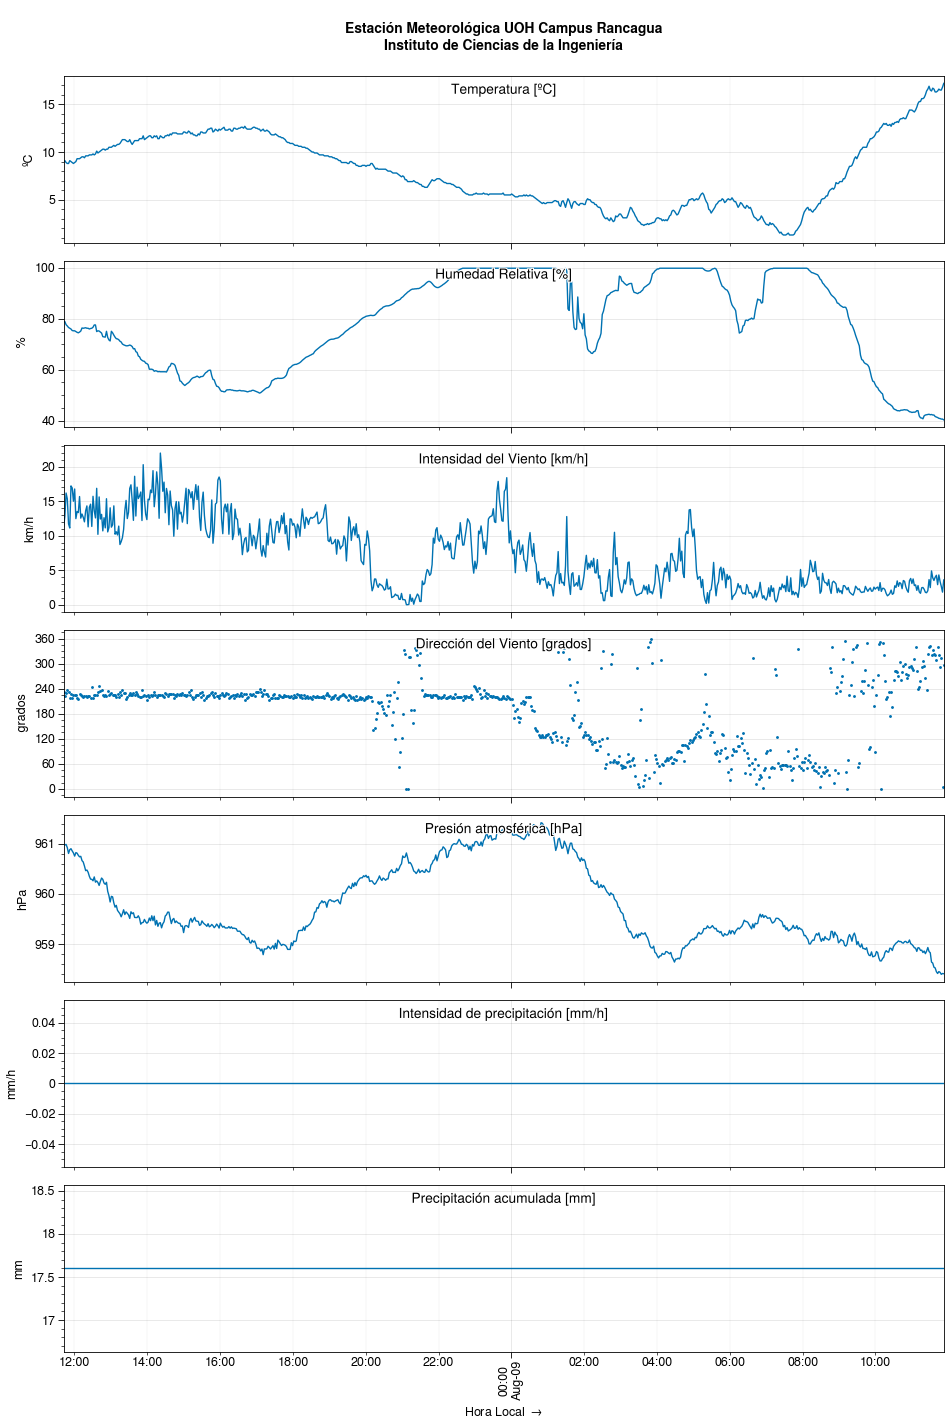 Estación Meteorológica UOH Campus Rancagua
Instituto de Ciencias de la Ingeniería
Temperatura [ºC]
15
10
5
ºC
Humedad Relativa [%]
100
80
60
40
%
Intensidad del Viento [km/h]
20
15
10
5
0
km/h
Dirección del Viento [grados]
360
300
240
180
120
60
0
grados
Presión atmosférica [hPa]
961
960
959
hPa
Intensidad de precipitación [mm/h]
0.04
0.02
0
−0.02
−0.04
mm/h
Precipitación acumulada [mm]
18.5
18
17.5
17
mm
12:00 14:00 16:00 18:00 20:00 22:00 00:00 02:00 04:00 06:00 08:00 10:00
Aug-09
Hora Local →